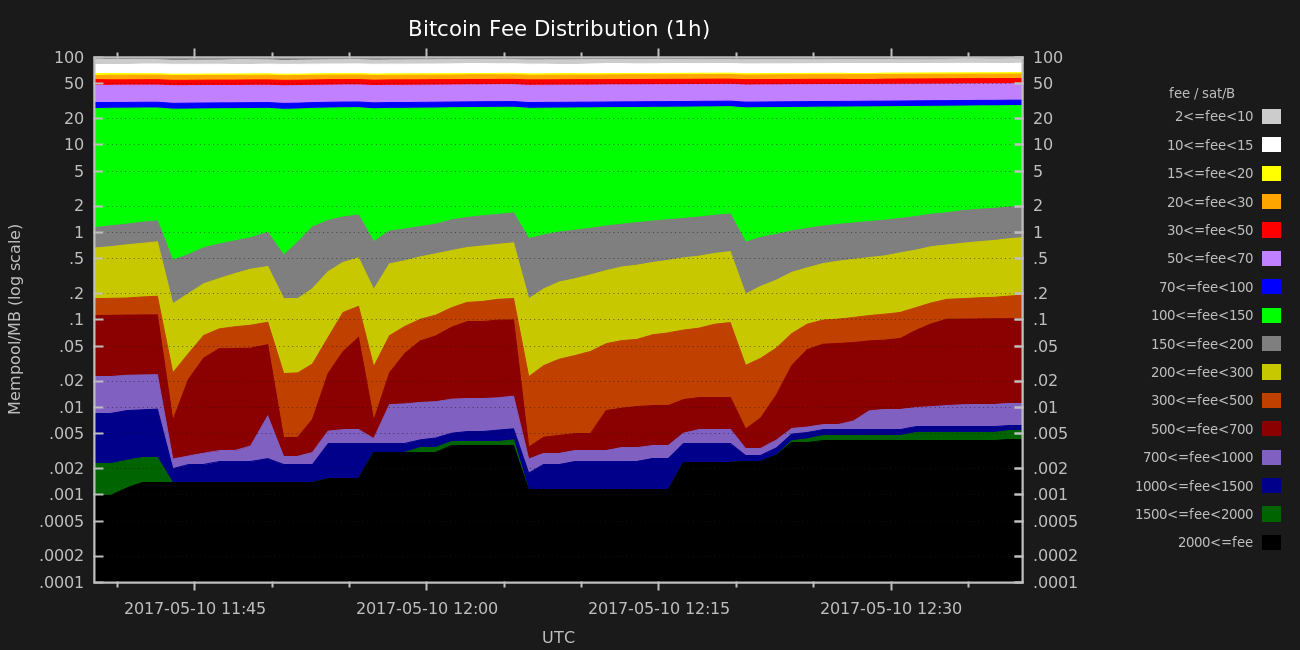 Bitcoin Fee Distribution (1h)
100
50
20
10
5
2
1
.5
.2
.1
.05
.02
.01
.005
.002
.001
.0005
.0002
.0001
Mempool/MB (log scale)
100
50
20
10
5
2
1
.5
.2
.1
.05
.02
.01
.005
.002
.001
.0005
.0002
.0001
fee / sat/B
2<=fee<10
10<=fee<15
15<=fee<20
20<=fee<30
30<=fee<50
50<=fee<70
70<=fee<100
100<=fee<150
150<=fee<200
200<=fee<300
300<=fee<500
500<=fee<700
700<=fee<1000
1000<=fee<1500
1500<=fee<2000
2000<=fee
2017-05-10 11:45
2017-05-10 12:00
2017-05-10 12:15
2017-05-10 12:30
UTC